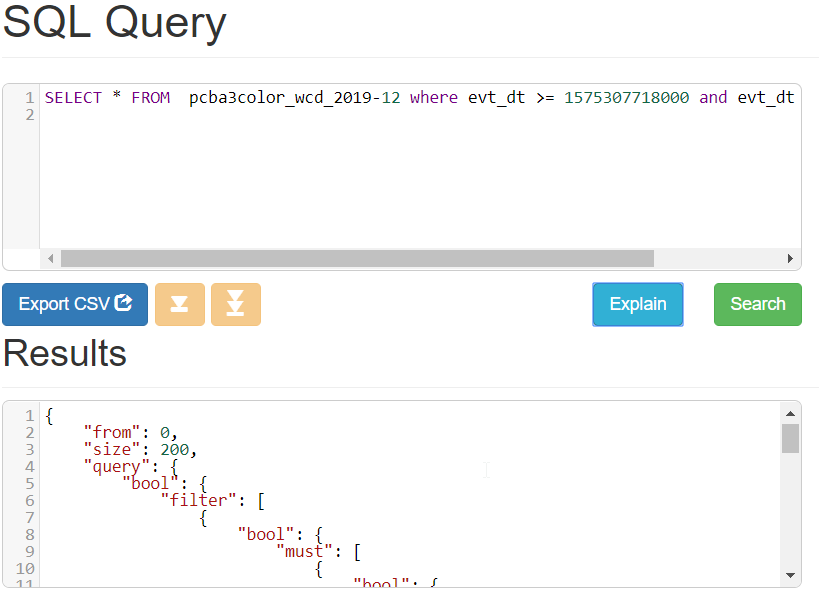 SQL Query
1 SELECT * FROM  pcba3color_wcd_2019-12 where evt_dt >= 1575307718000 and evt_dt
2
Export CSV
Explain
Search
Results
1 {
2     "from": 0,
3     "size": 200,
4     "query": {
5         "bool": {
6             "filter": [
7                 {
8                     "bool": {
9                         "must": [
10                             {
11                                 "bool": {